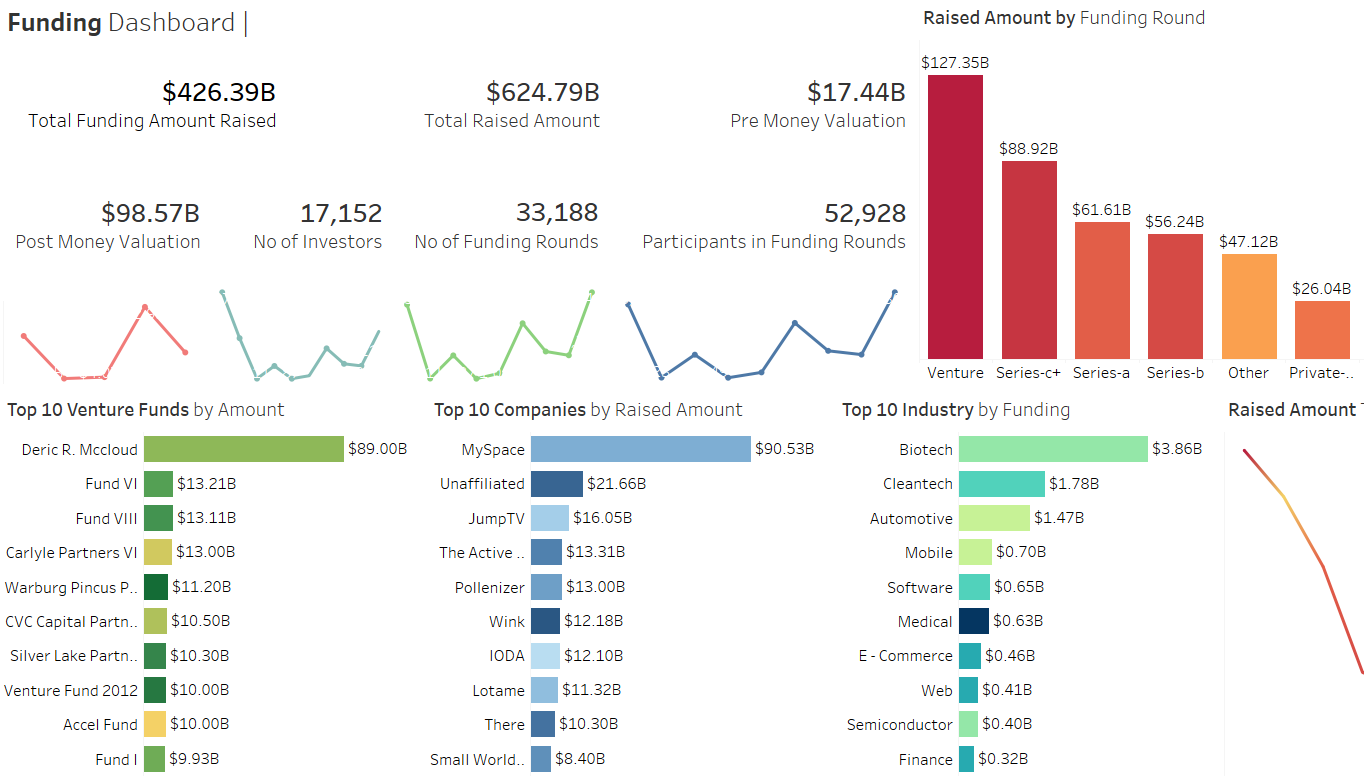 Funding Dashboard |
$426.39B
Total Funding Amount Raised
$624.79B
Total Raised Amount
$17.44B
Pre Money Valuation
$98.57B
Post Money Valuation
17,152
No of Investors
33,188
No of Funding Rounds
52,928
Participants in Funding Rounds
Raised Amount by Funding Round
$127.35B
$88.92B
$61.61B
$56.24B
$47.12B
$26.04B
Venture
Series-c+
Series-a
Series-b
Other
Private-..
Top 10 Venture Funds by Amount
Deric R. Mccloud $89.00B
Fund VI $13.21B
Fund VIII $13.11B
Carlyle Partners VI $13.00B
Warburg Pincus P.. $11.20B
CVC Capital Partn.. $10.50B
Silver Lake Partn.. $10.30B
Venture Fund 2012 $10.00B
Accel Fund $10.00B
Fund I $9.93B
Top 10 Companies by Raised Amount
MySpace $90.53B
Unaffiliated $21.66B
JumpTV $16.05B
The Active .. $13.31B
Pollenizer $13.00B
Wink $12.18B
IODA $12.10B
Lotame $11.32B
There $10.30B
Small World.. $8.40B
Top 10 Industry by Funding
Biotech $3.86B
Cleantech $1.78B
Automotive $1.47B
Mobile $0.70B
Software $0.65B
Medical $0.63B
E - Commerce $0.46B
Web $0.41B
Semiconductor $0.40B
Finance $0.32B
Raised Amount